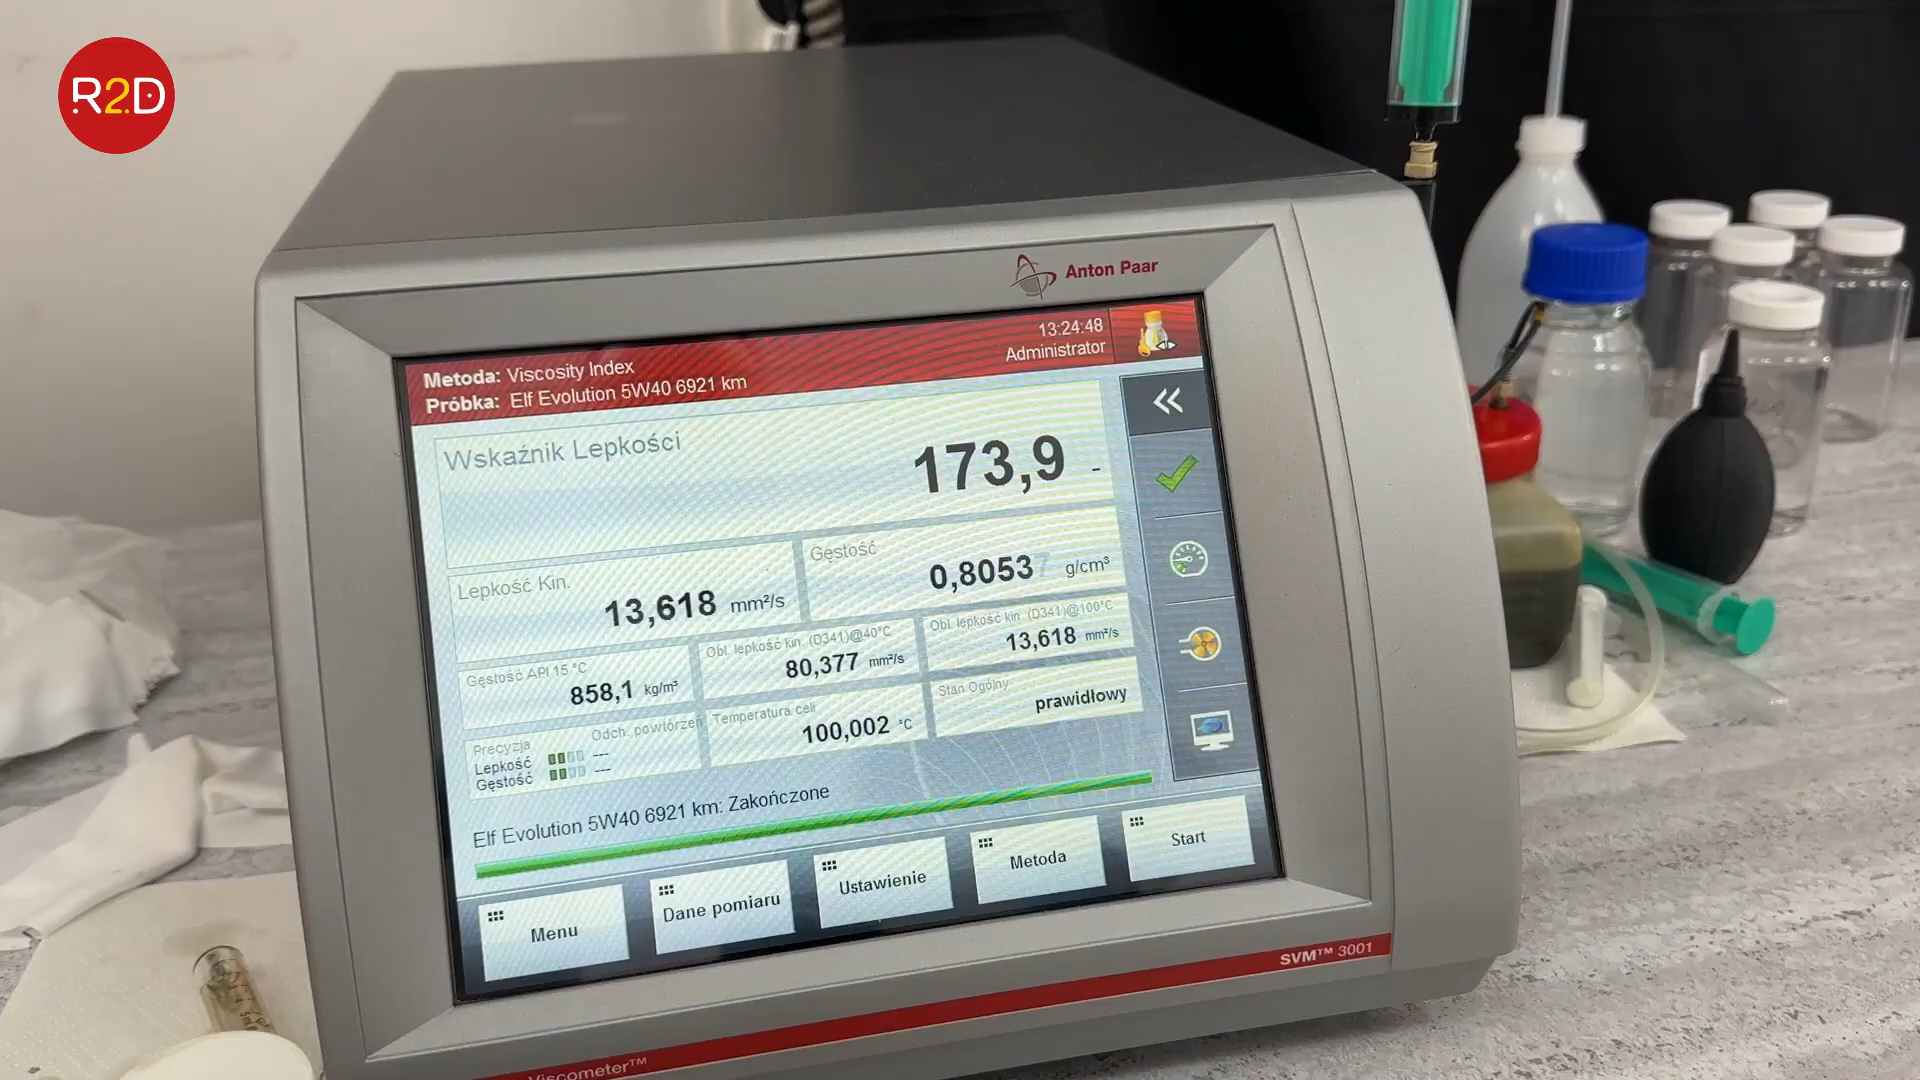 R2D
Anton Paar
13:24:48
Administrator
Metoda: Viscosity Index
Próbka: Elf Evolution 5W40 6921 km
Wskaźnik Lepkości
173,9 -
Lepkość Kin.
13,618 mm²/s
Gęstość
0,80537 g/cm³
Gęstość API 15 °C
858,1 kg/m³
Obl. lepkość kin. (D341)@40°C
80,377 mm²/s
Obl. lepkość kin. (D341)@100°C
13,618 mm²/s
Precyzja Odch. powtórzen
Lepkość ---
Gęstość ---
Temperatura celi
100,002 °C
Stan Ogólny
prawidłowy
Elf Evolution 5W40 6921 km: Zakończone
Menu
Dane pomiaru
Ustawienie
Metoda
Start
SVM™ 3001
Viscometer™